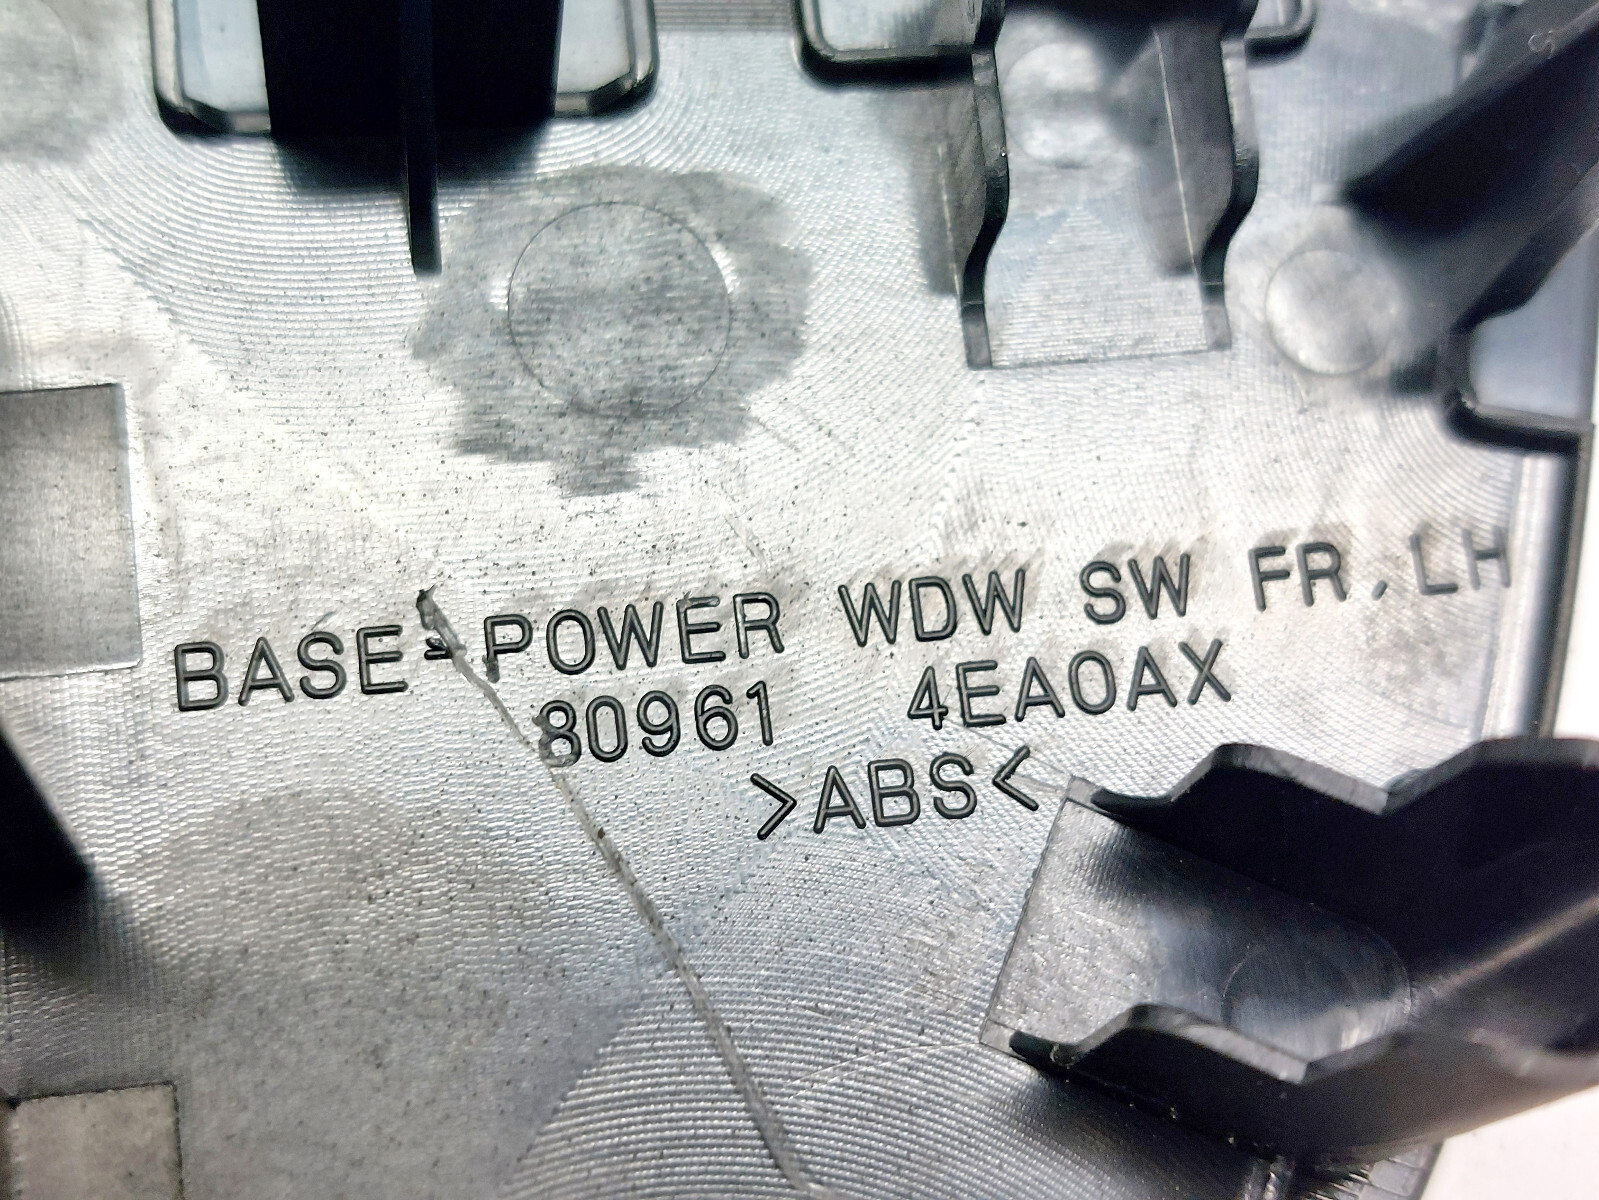 BASE-POWER WDW SW FR, LH
80961 4EA0AX
>ABS<